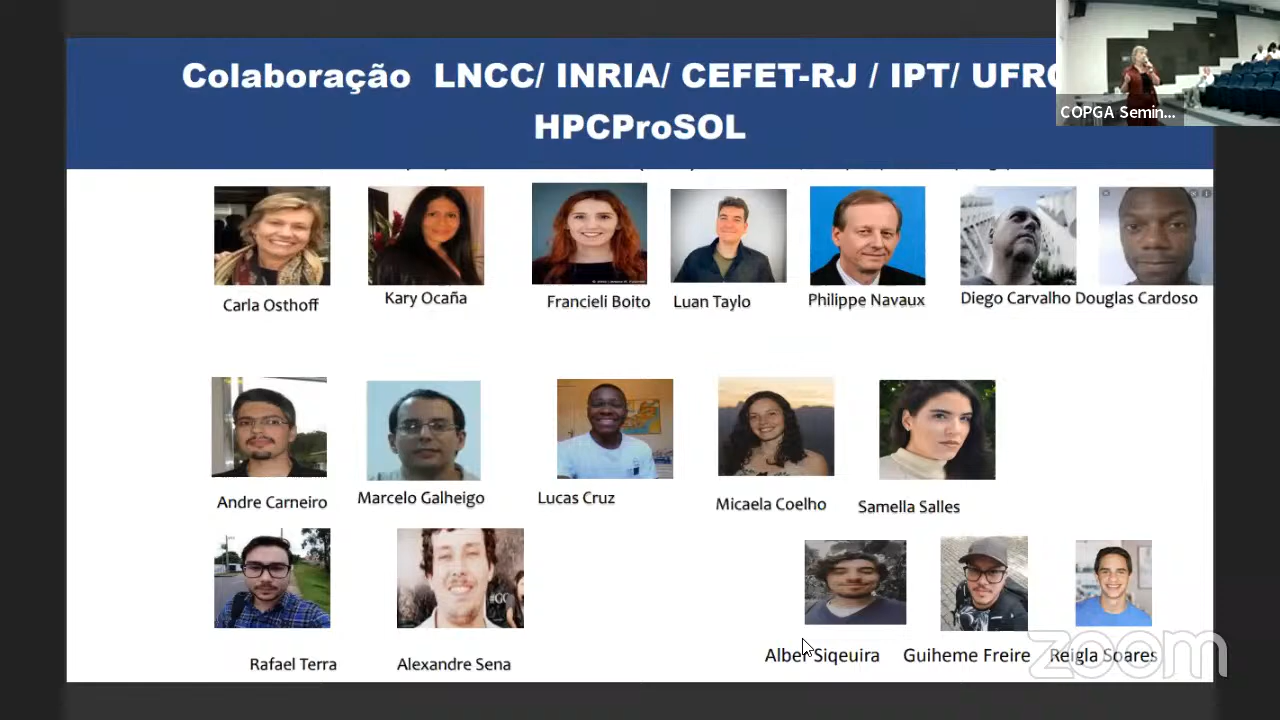 Colaboração LNCC/ INRIA/ CEFET-RJ / IPT/ UFRG
HPCProSOL
COPGA Semin...
Carla Osthoff
Kary Ocaña
Francieli Boito
Luan Taylo
Philippe Navaux
Diego Carvalho
Douglas Cardoso
Andre Carneiro
Marcelo Galheigo
Lucas Cruz
Micaela Coelho
Samella Salles
Rafael Terra
Alexandre Sena
Alber Siqeuira
Guiheme Freire
Reigla Soares
zoom